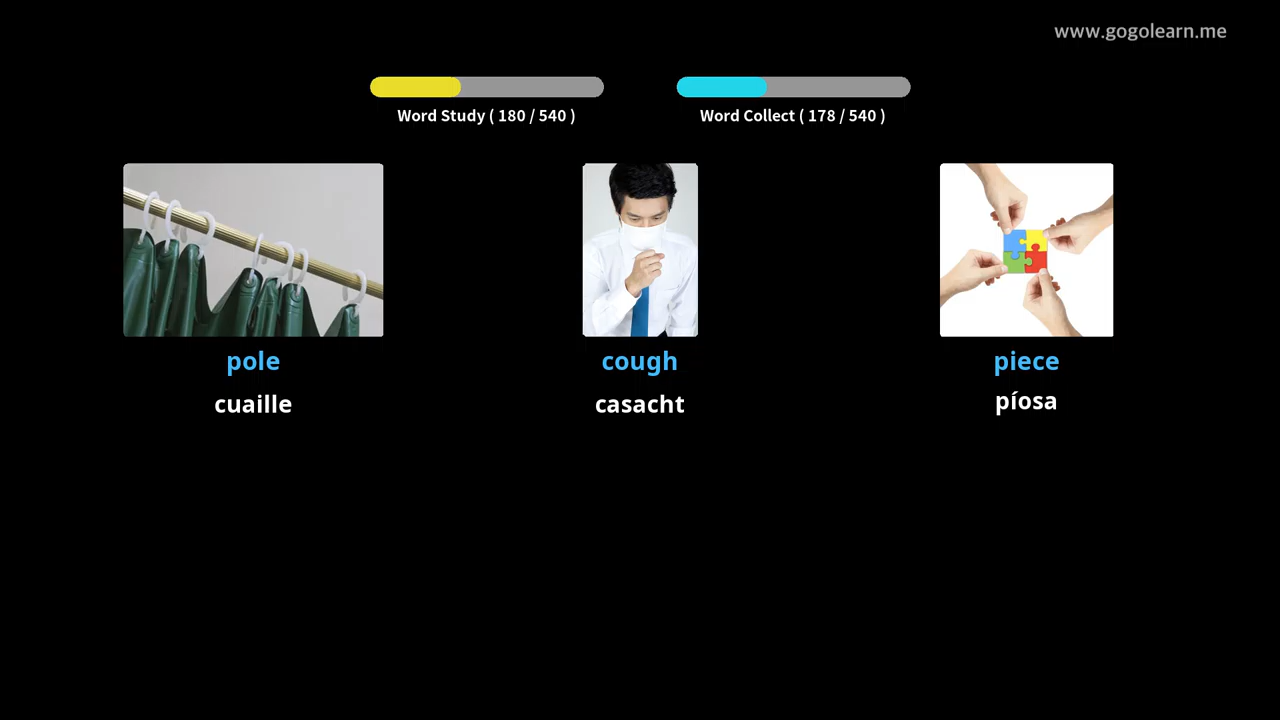 www.gogolearn.me
Word Study ( 180 / 540 )
Word Collect ( 178 / 540 )
pole
cough
piece
cuaille
casacht
píosa